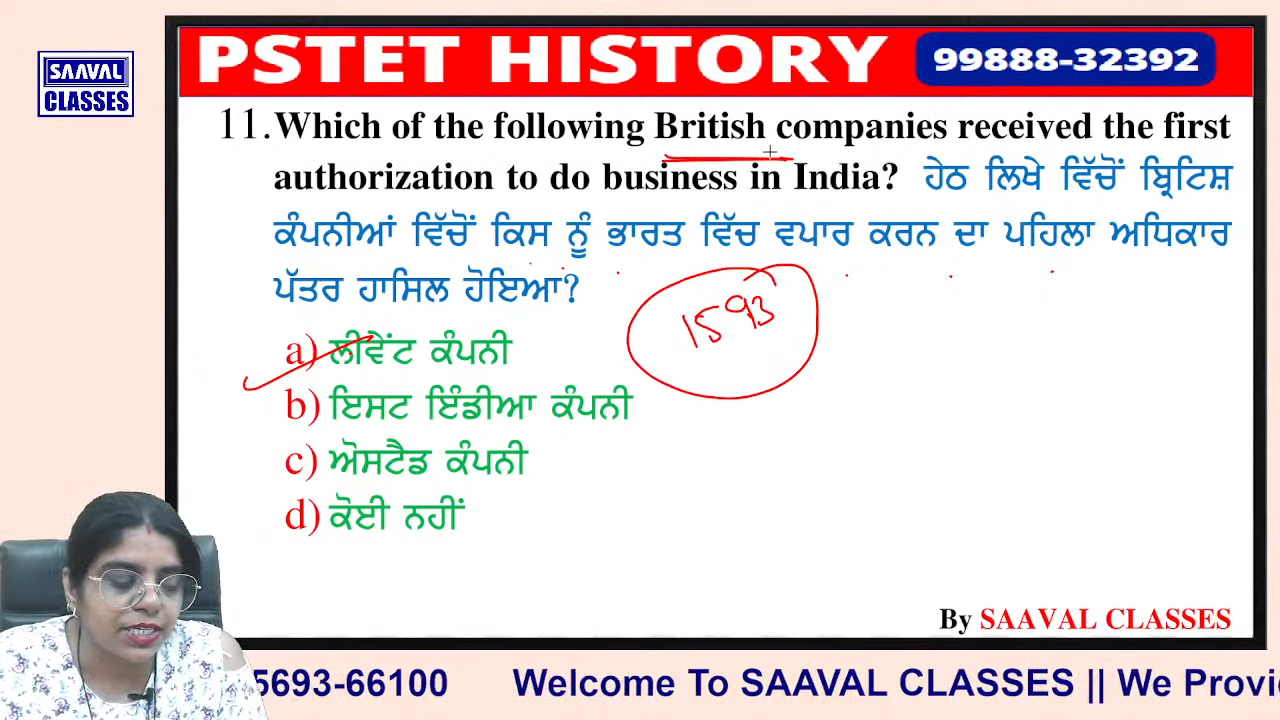 SAAVAL
CLASSES
PSTET HISTORY
99888-32392
11.Which of the following British companies received the first
authorization to do business in India? ਹੇਠ ਲਿਖੇ ਵਿੱਚੋਂ ਬ੍ਰਿਟਿਸ਼
ਕੰਪਨੀਆਂ ਵਿੱਚੋਂ ਕਿਸ ਨੂੰ ਭਾਰਤ ਵਿੱਚ ਵਪਾਰ ਕਰਨ ਦਾ ਪਹਿਲਾ ਅਧਿਕਾਰ
ਪੱਤਰ ਹਾਸਿਲ ਹੋਇਆ?
1593
a) ਲੀਵੈਂਟ ਕੰਪਨੀ
b) ਇਸਟ ਇੰਡੀਆ ਕੰਪਨੀ
c) ਔਸਟੈਡ ਕੰਪਨੀ
d) ਕੋਈ ਨਹੀਂ
By SAAVAL CLASSES
5693-66100 Welcome To SAAVAL CLASSES || We Provi